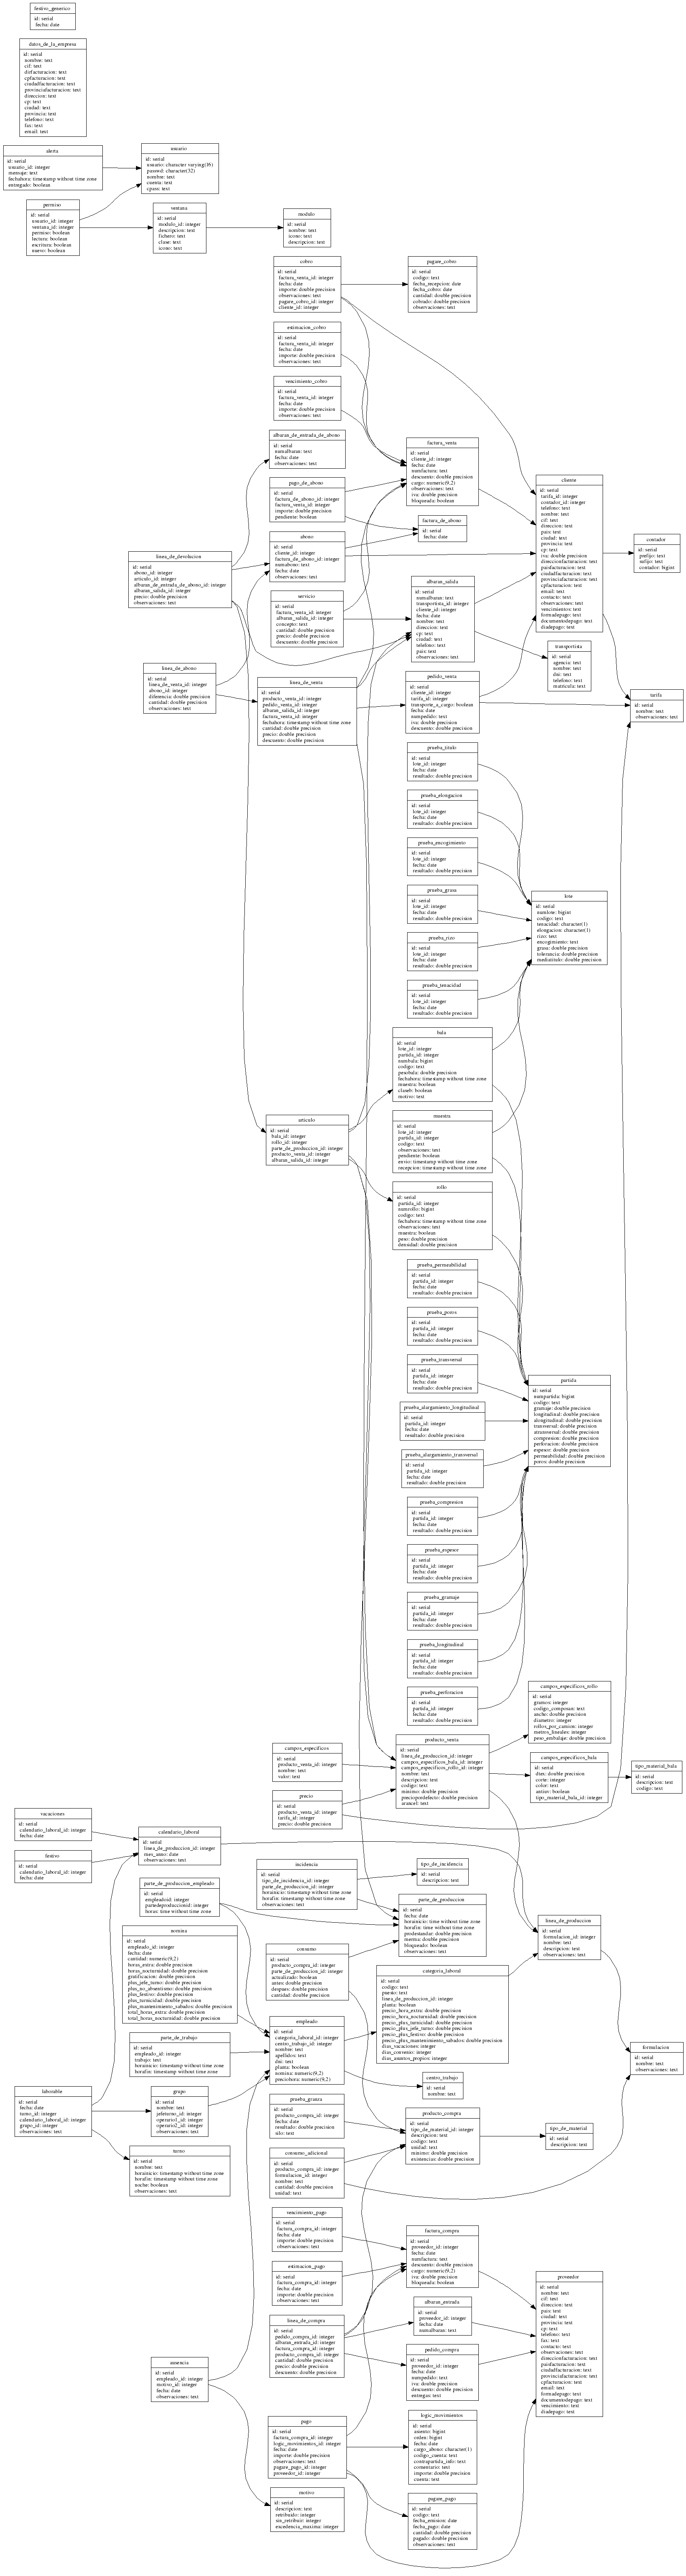 festivo_generico
id: serial
fecha: date
datos_de_la_empresa
id: serial
nombre: text
cif: text
dirfacturacion: text
cpfacturacion: text
ciudadfacturacion: text
provinciafacturacion: text
direccion: text
cp: text
ciudad: text
provincia: text
telefono: text
fax: text
email: text
alerta
id: serial
usuario_id: integer
mensaje: text
fechahora: timestamp without time zone
entregado: boolean
usuario
id: serial
usuario: character varying(16)
passwd: character(32)
nombre: text
cuenta: text
cpass: text
permiso
id: serial
usuario_id: integer
ventana_id: integer
permiso: boolean
lectura: boolean
escritura: boolean
nuevo: boolean
ventana
id: serial
modulo_id: integer
descripcion: text
fichero: text
clase: text
icono: text
modulo
id: serial
nombre: text
icono: text
descripcion: text
cobro
id: serial
factura_venta_id: integer
fecha: date
importe: double precision
observaciones: text
pagare_cobro_id: integer
cliente_id: integer
pagare_cobro
id: serial
codigo: text
fecha_recepcion: date
fecha_cobro: date
cantidad: double precision
cobrado: double precision
observaciones: text
estimacion_cobro
id: serial
factura_venta_id: integer
fecha: date
importe: double precision
observaciones: text
vencimiento_cobro
id: serial
factura_venta_id: integer
fecha: date
importe: double precision
observaciones: text
albaran_de_entrada_de_abono
id: serial
numalbaran: text
fecha: date
observaciones: text
factura_venta
id: serial
cliente_id: integer
fecha: date
numfactura: text
descuento: double precision
cargo: numeric(9,2)
observaciones: text
iva: double precision
bloqueada: boolean
pago_de_abono
id: serial
factura_de_abono_id: integer
factura_venta_id: integer
importe: double precision
pendiente: boolean
factura_de_abono
id: serial
fecha: date
cliente
id: serial
tarifa_id: integer
contador_id: integer
telefono: text
nombre: text
cif: text
direccion: text
pais: text
ciudad: text
provincia: text
cp: text
iva: double precision
direccionfacturacion: text
paisfacturacion: text
ciudadfacturacion: text
provinciafacturacion: text
cpfacturacion: text
email: text
contacto: text
observaciones: text
vencimientos: text
formadepago: text
documentodepago: text
diadepago: text
contador
id: serial
prefijo: text
sufijo: text
contador: bigint
abono
id: serial
cliente_id: integer
factura_de_abono_id: integer
numabono: text
fecha: date
observaciones: text
linea_de_devolucion
id: serial
abono_id: integer
articulo_id: integer
albaran_de_entrada_de_abono_id: integer
albaran_salida_id: integer
precio: double precision
observaciones: text
servicio
id: serial
factura_venta_id: integer
albaran_salida_id: integer
concepto: text
cantidad: double precision
precio: double precision
descuento: double precision
albaran_salida
id: serial
numalbaran: text
transportista_id: integer
cliente_id: integer
fecha: date
nombre: text
direccion: text
cp: text
ciudad: text
telefono: text
pais: text
observaciones: text
transportista
id: serial
agencia: text
nombre: text
dni: text
telefono: text
matricula: text
linea_de_abono
id: serial
linea_de_venta_id: integer
abono_id: integer
diferencia: double precision
cantidad: double precision
observaciones: text
linea_de_venta
id: serial
producto_venta_id: integer
pedido_venta_id: integer
albaran_salida_id: integer
factura_venta_id: integer
fechahora: timestamp without time zone
cantidad: double precision
precio: double precision
descuento: double precision
pedido_venta
id: serial
cliente_id: integer
tarifa_id: integer
transporte_a_cargo: boolean
fecha: date
numpedido: text
iva: double precision
descuento: double precision
tarifa
id: serial
nombre: text
observaciones: text
prueba_titulo
id: serial
lote_id: integer
fecha: date
resultado: double precision
prueba_elongacion
id: serial
lote_id: integer
fecha: date
resultado: double precision
prueba_encogimiento
id: serial
lote_id: integer
fecha: date
resultado: double precision
prueba_grasa
id: serial
lote_id: integer
fecha: date
resultado: double precision
prueba_rizo
id: serial
lote_id: integer
fecha: date
resultado: double precision
prueba_tenacidad
id: serial
lote_id: integer
fecha: date
resultado: double precision
lote
id: serial
numlote: bigint
codigo: text
tenacidad: character(1)
elongacion: character(1)
rizo: text
encogimiento: text
grasa: double precision
tolerancia: double precision
mediatitulo: double precision
bala
id: serial
lote_id: integer
partida_id: integer
numbala: bigint
codigo: text
pesobala: double precision
fechahora: timestamp without time zone
muestra: boolean
claseb: boolean
motivo: text
articulo
id: serial
bala_id: integer
rollo_id: integer
parte_de_produccion_id: integer
producto_venta_id: integer
albaran_salida_id: integer
muestra
id: serial
lote_id: integer
partida_id: integer
codigo: text
observaciones: text
pendiente: boolean
envio: timestamp without time zone
recepcion: timestamp without time zone
rollo
id: serial
partida_id: integer
numrollo: bigint
codigo: text
fechahora: timestamp without time zone
observaciones: text
muestra: boolean
peso: double precision
densidad: double precision
prueba_permeabilidad
id: serial
partida_id: integer
fecha: date
resultado: double precision
prueba_poros
id: serial
partida_id: integer
fecha: date
resultado: double precision
prueba_transversal
id: serial
partida_id: integer
fecha: date
resultado: double precision
prueba_alargamiento_longitudinal
id: serial
partida_id: integer
fecha: date
resultado: double precision
prueba_alargamiento_transversal
id: serial
partida_id: integer
fecha: date
resultado: double precision
partida
id: serial
numpartida: bigint
codigo: text
gramaje: double precision
longitudinal: double precision
alongitudinal: double precision
transversal: double precision
atransversal: double precision
compresion: double precision
perforacion: double precision
espesor: double precision
permeabilidad: double precision
poros: double precision
prueba_compresion
id: serial
partida_id: integer
fecha: date
resultado: double precision
prueba_espesor
id: serial
partida_id: integer
fecha: date
resultado: double precision
prueba_gramaje
id: serial
partida_id: integer
fecha: date
resultado: double precision
prueba_longitudinal
id: serial
partida_id: integer
fecha: date
resultado: double precision
prueba_perforacion
id: serial
partida_id: integer
fecha: date
resultado: double precision
campos_especificos_rollo
id: serial
gramos: integer
codigo_composan: text
ancho: double precision
diametro: integer
rollos_por_camion: integer
metros_lineales: integer
peso_embalaje: double precision
campos_especificos
id: serial
producto_venta_id: integer
nombre: text
valor: text
producto_venta
id: serial
linea_de_produccion_id: integer
campos_especificos_bala_id: integer
campos_especificos_rollo_id: integer
nombre: text
descripcion: text
codigo: text
minimo: double precision
preciopordefecto: double precision
arancel: text
campos_especificos_bala
id: serial
dtex: double precision
corte: integer
color: text
antiuv: boolean
tipo_material_bala_id: integer
tipo_material_bala
id: serial
descripcion: text
codigo: text
precio
id: serial
producto_venta_id: integer
tarifa_id: integer
precio: double precision
vacaciones
id: serial
calendario_laboral_id: integer
fecha: date
festivo
id: serial
calendario_laboral_id: integer
fecha: date
calendario_laboral
id: serial
linea_de_produccion_id: integer
mes_anno: date
observaciones: text
incidencia
id: serial
tipo_de_incidencia_id: integer
parte_de_produccion_id: integer
horainicio: timestamp without time zone
horafin: timestamp without time zone
observaciones: text
tipo_de_incidencia
id: serial
descripcion: text
parte_de_produccion_empleado
id: serial
empleadoid: integer
partedeproduccionid: integer
horas: time without time zone
parte_de_produccion
id: serial
fecha: date
horainicio: time without time zone
horafin: time without time zone
prodestandar: double precision
merma: double precision
bloqueado: boolean
observaciones: text
linea_de_produccion
id: serial
formulacion_id: integer
nombre: text
descripcion: text
observaciones: text
nomina
id: serial
empleado_id: integer
fecha: date
cantidad: numeric(9,2)
horas_extra: double precision
horas_nocturnidad: double precision
gratificacion: double precision
plus_jefe_turno: double precision
plus_no_absentismo: double precision
plus_festivo: double precision
plus_turnicidad: double precision
plus_mantenimiento_sabados: double precision
total_horas_extra: double precision
total_horas_nocturnidad: double precision
consumo
id: serial
producto_compra_id: integer
parte_de_produccion_id: integer
actualizado: boolean
antes: double precision
despues: double precision
cantidad: double precision
categoria_laboral
id: serial
codigo: text
puesto: text
linea_de_produccion_id: integer
planta: boolean
precio_hora_extra: double precision
precio_hora_nocturnidad: double precision
precio_plus_turnicidad: double precision
precio_plus_jefe_turno: double precision
precio_plus_festivo: double precision
precio_plus_mantenimiento_sabados: double precision
dias_vacaciones: integer
dias_convenio: integer
dias_asuntos_propios: integer
empleado
id: serial
categoria_laboral_id: integer
centro_trabajo_id: integer
nombre: text
apellidos: text
dni: text
planta: boolean
nomina: numeric(9,2)
preciohora: numeric(9,2)
parte_de_trabajo
id: serial
empleado_id: integer
trabajo: text
horainicio: timestamp without time zone
horafin: timestamp without time zone
formulacion
id: serial
nombre: text
observaciones: text
centro_trabajo
id: serial
nombre: text
laborable
id: serial
fecha: date
turno_id: integer
calendario_laboral_id: integer
grupo_id: integer
observaciones: text
grupo
id: serial
nombre: text
jefeturno_id: integer
operario1_id: integer
operario2_id: integer
observaciones: text
prueba_granza
id: serial
producto_compra_id: integer
fecha: date
resultado: double precision
silo: text
producto_compra
id: serial
tipo_de_material_id: integer
descripcion: text
codigo: text
unidad: text
minimo: double precision
existencias: double precision
tipo_de_material
id: serial
descripcion: text
turno
id: serial
nombre: text
horainicio: timestamp without time zone
horafin: timestamp without time zone
noche: boolean
observaciones: text
consumo_adicional
id: serial
producto_compra_id: integer
formulacion_id: integer
nombre: text
cantidad: double precision
unidad: text
vencimiento_pago
id: serial
factura_compra_id: integer
fecha: date
importe: double precision
observaciones: text
factura_compra
id: serial
proveedor_id: integer
fecha: date
numfactura: text
descuento: double precision
cargo: numeric(9,2)
iva: double precision
bloqueada: boolean
estimacion_pago
id: serial
factura_compra_id: integer
fecha: date
importe: double precision
observaciones: text
proveedor
id: serial
nombre: text
cif: text
direccion: text
pais: text
ciudad: text
provincia: text
cp: text
telefono: text
fax: text
contacto: text
observaciones: text
direccionfacturacion: text
paisfacturacion: text
ciudadfacturacion: text
provinciafacturacion: text
cpfacturacion: text
email: text
formadepago: text
documentodepago: text
vencimiento: text
diadepago: text
albaran_entrada
id: serial
proveedor_id: integer
fecha: date
numalbaran: text
linea_de_compra
id: serial
pedido_compra_id: integer
albaran_entrada_id: integer
factura_compra_id: integer
producto_compra_id: integer
cantidad: double precision
precio: double precision
descuento: double precision
pedido_compra
id: serial
proveedor_id: integer
fecha: date
numpedido: text
iva: double precision
descuento: double precision
entregas: text
ausencia
id: serial
empleado_id: integer
motivo_id: integer
fecha: date
observaciones: text
pago
id: serial
factura_compra_id: integer
logic_movimientos_id: integer
fecha: date
importe: double precision
observaciones: text
pagare_pago_id: integer
proveedor_id: integer
logic_movimientos
id: serial
asiento: bigint
orden: bigint
fecha: date
cargo_abono: character(1)
codigo_cuenta: text
contrapartida_info: text
comentario: text
importe: double precision
cuenta: text
motivo
id: serial
descripcion: text
retribuido: integer
sin_retribuir: integer
excedencia_maxima: integer
pagare_pago
id: serial
codigo: text
fecha_emision: date
fecha_pago: date
cantidad: double precision
pagado: double precision
observaciones: text